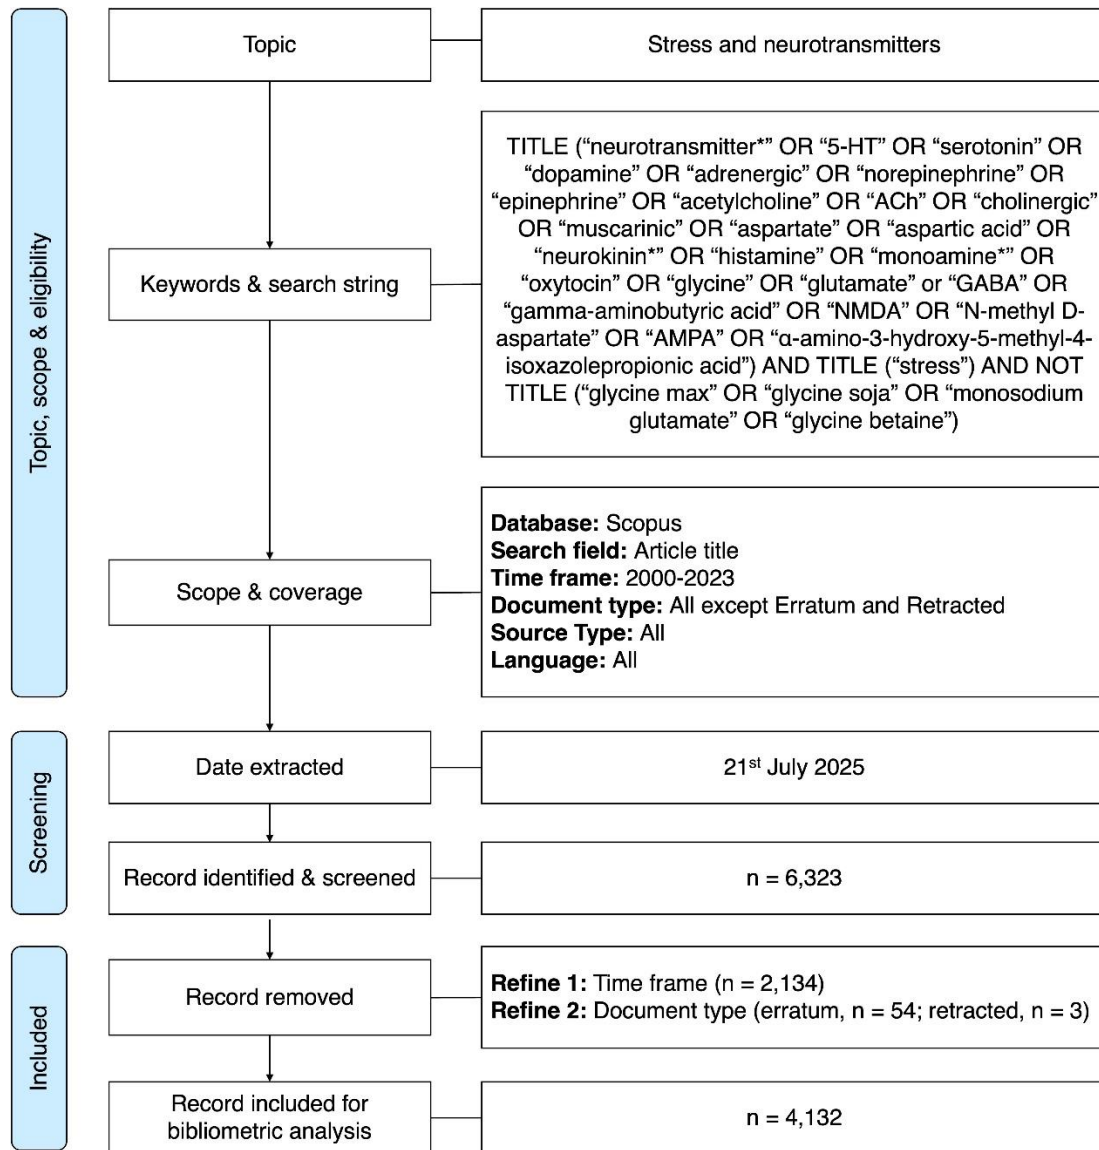 Topic, scope & eligibility
Topic
Stress and neurotransmitters
Keywords & search string
TITLE (“neurotransmitter*” OR “5-HT” OR “serotonin” OR
“dopamine” OR “adrenergic” OR “norepinephrine” OR
“epinephrine” OR “acetylcholine” OR “ACh” OR “cholinergic”
OR “muscarinic” OR “aspartate” OR “aspartic acid” OR
“neurokinin*” OR “histamine” OR “monoamine*” OR
“oxytocin” OR “glycine” OR “glutamate” or “GABA” OR
“gamma-aminobutyric acid” OR “NMDA” OR “N-methyl D-
aspartate” OR “AMPA” OR “α-amino-3-hydroxy-5-methyl-4-
isoxazolepropionic acid”) AND TITLE (“stress”) AND NOT
TITLE (“glycine max” OR “glycine soja” OR “monosodium
glutamate” OR “glycine betaine”)
Scope & coverage
Database: Scopus
Search field: Article title
Time frame: 2000-2023
Document type: All except Erratum and Retracted
Source Type: All
Language: All
Screening
Date extracted
21st July 2025
Record identified & screened
n = 6,323
Included
Record removed
Refine 1: Time frame (n = 2,134)
Refine 2: Document type (erratum, n = 54; retracted, n = 3)
Record included for
bibliometric analysis
n = 4,132